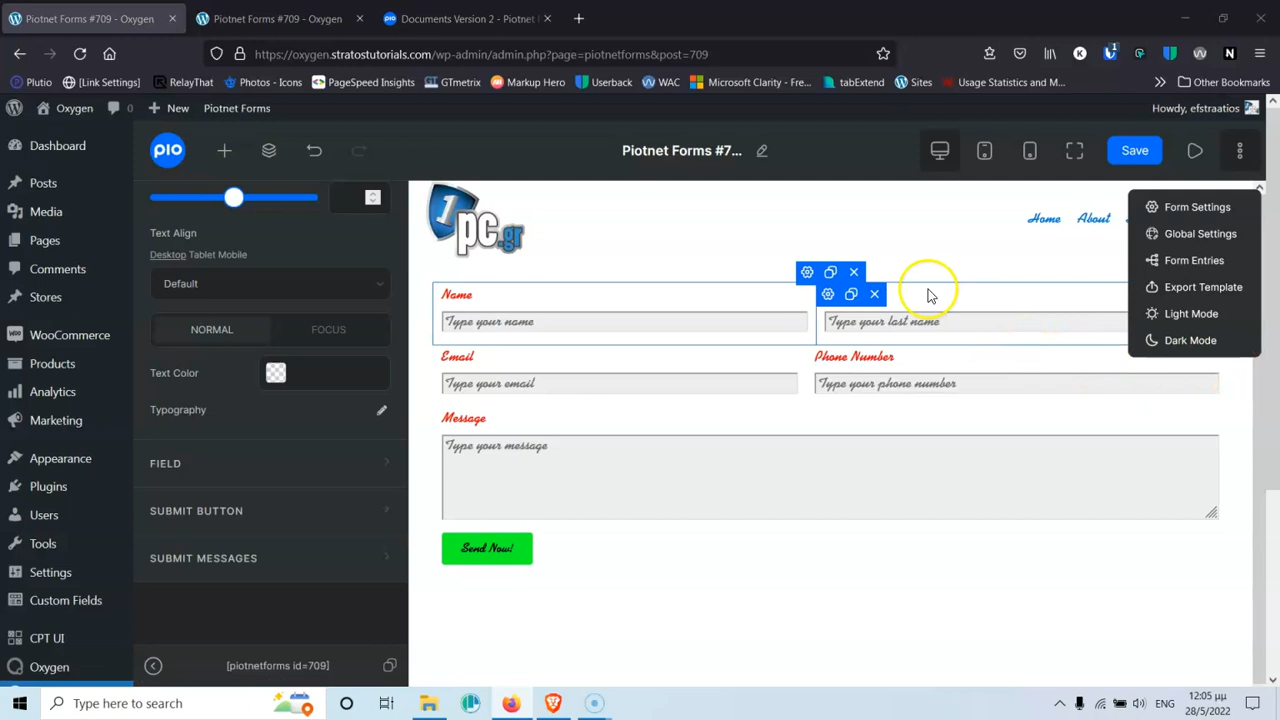 Piotnet Forms #709 - Oxygen
Piotnet Forms #709 - Oxygen
Documents Version 2 - Piotnet
https://oxygen.stratostutorials.com/wp-admin/admin.php?page=piotnetforms&post=709
Plutio
[Link Settings]
RelayThat
Photos - Icons
PageSpeed Insights
GTmetrix
Markup Hero
Userback
WAC
Microsoft Clarity - Fre...
tabExtend
Sites
Usage Statistics and M...
Other Bookmarks
Oxygen
New
Piotnet Forms
Howdy, efstraatios
Dashboard
Posts
Media
Pages
Comments
Stores
WooCommerce
Products
Analytics
Marketing
Appearance
Plugins
Users
Tools
Settings
Custom Fields
CPT UI
Oxygen
pio
Piotnet Forms #7...
Save
Text Align
Desktop Tablet Mobile
Default
NORMAL
FOCUS
Text Color
Typography
FIELD
SUBMIT BUTTON
SUBMIT MESSAGES
[piotnetforms id=709]
1pc.gr
Home
About
Form Settings
Global Settings
Form Entries
Export Template
Light Mode
Dark Mode
Name
Type your name
Type your last name
Email
Phone Number
Type your email
Type your phone number
Message
Type your message
Send Now!
Type here to search
ENG
12:05 μμ
28/5/2022